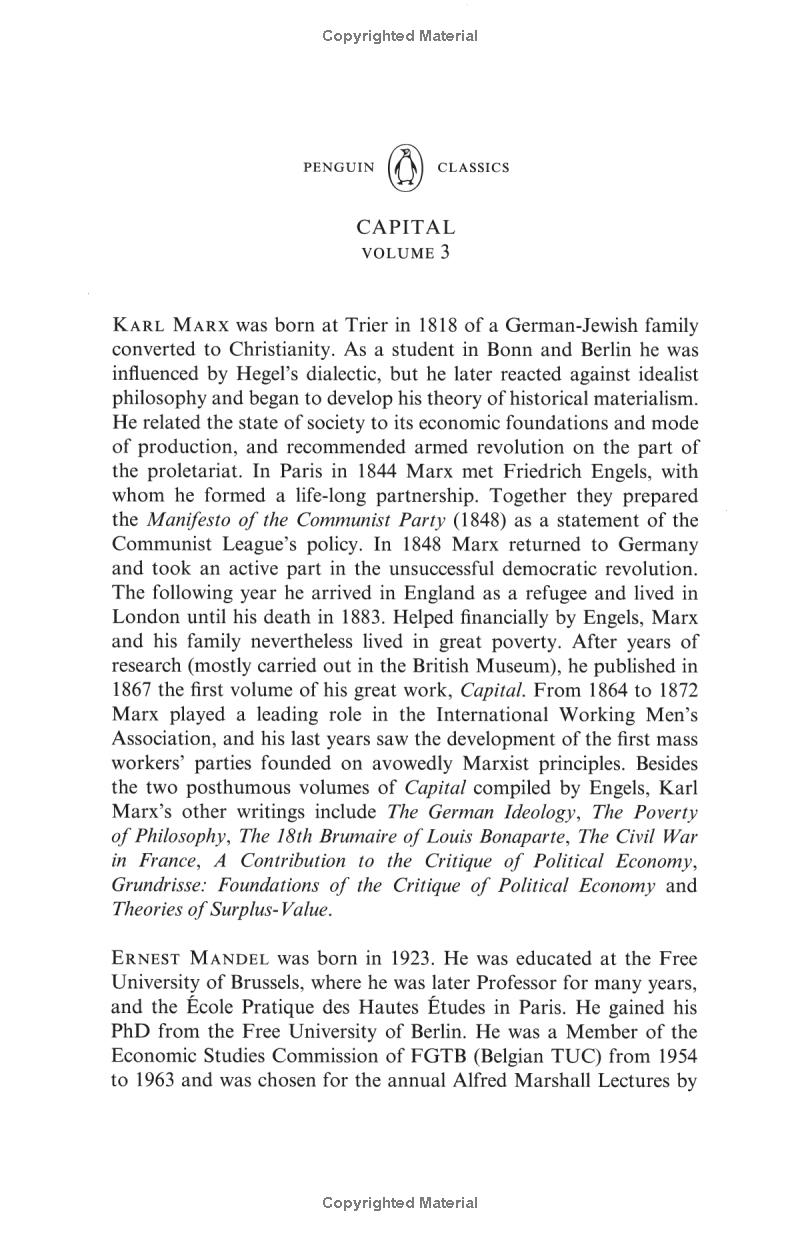 Copyrighted Material
PENGUIN CLASSICS
CAPITAL
VOLUME 3
KARL MARX was born at Trier in 1818 of a German-Jewish family
converted to Christianity. As a student in Bonn and Berlin he was
influenced by Hegel's dialectic, but he later reacted against idealist
philosophy and began to develop his theory of historical materialism.
He related the state of society to its economic foundations and mode
of production, and recommended armed revolution on the part of
the proletariat. In Paris in 1844 Marx met Friedrich Engels, with
whom he formed a life-long partnership. Together they prepared
the Manifesto of the Communist Party (1848) as a statement of the
Communist League's policy. In 1848 Marx returned to Germany
and took an active part in the unsuccessful democratic revolution.
The following year he arrived in England as a refugee and lived in
London until his death in 1883. Helped financially by Engels, Marx
and his family nevertheless lived in great poverty. After years of
research (mostly carried out in the British Museum), he published in
1867 the first volume of his great work, Capital. From 1864 to 1872
Marx played a leading role in the International Working Men's
Association, and his last years saw the development of the first mass
workers' parties founded on avowedly Marxist principles. Besides
the two posthumous volumes of Capital compiled by Engels, Karl
Marx's other writings include The German Ideology, The Poverty
of Philosophy, The 18th Brumaire of Louis Bonaparte, The Civil War
in France, A Contribution to the Critique of Political Economy,
Grundrisse: Foundations of the Critique of Political Economy and
Theories of Surplus-Value.
ERNEST MANDEL was born in 1923. He was educated at the Free
University of Brussels, where he was later Professor for many years,
and the École Pratique des Hautes Études in Paris. He gained his
PhD from the Free University of Berlin. He was a Member of the
Economic Studies Commission of FGTB (Belgian TUC) from 1954
to 1963 and was chosen for the annual Alfred Marshall Lectures by
Copyrighted Material